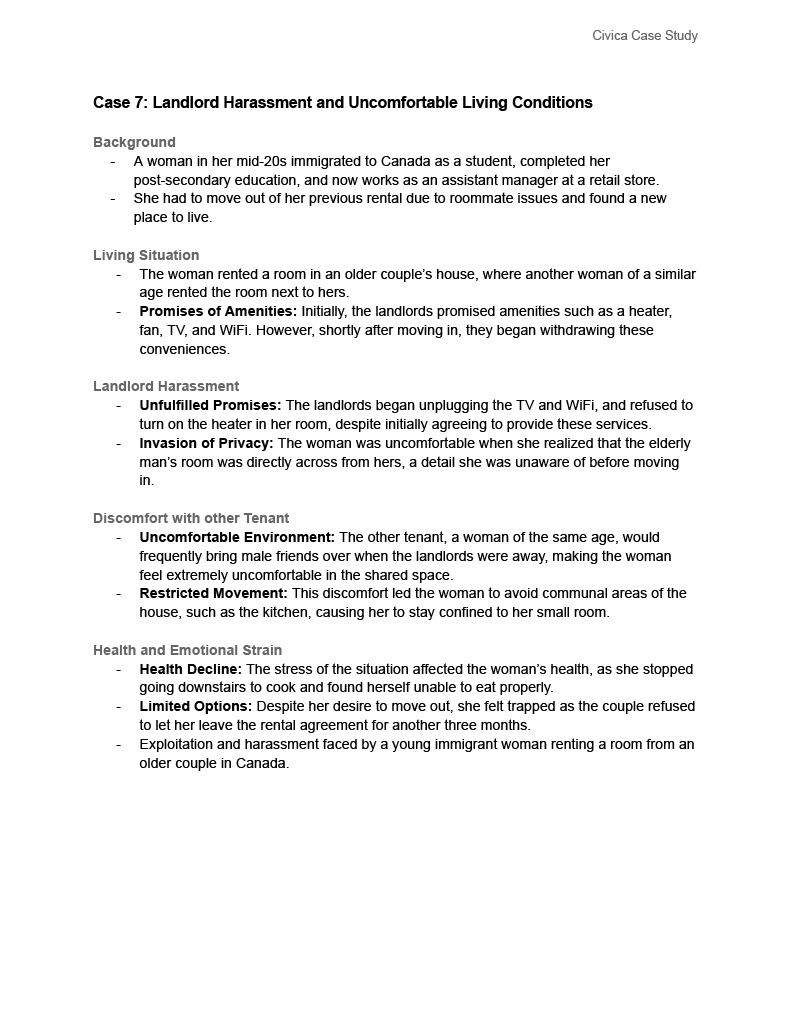 Civica Case Study
Case 7: Landlord Harassment and Uncomfortable Living Conditions
Background
- A woman in her mid-20s immigrated to Canada as a student, completed her
post-secondary education, and now works as an assistant manager at a retail store.
- She had to move out of her previous rental due to roommate issues and found a new
place to live.
Living Situation
- The woman rented a room in an older couple's house, where another woman of a similar
age rented the room next to hers.
- Promises of Amenities: Initially, the landlords promised amenities such as a heater,
fan, TV, and WiFi. However, shortly after moving in, they began withdrawing these
conveniences.
Landlord Harassment
- Unfulfilled Promises: The landlords began unplugging the TV and WiFi, and refused to
turn on the heater in her room, despite initially agreeing to provide these services.
- Invasion of Privacy: The woman was uncomfortable when she realized that the elderly
man's room was directly across from hers, a detail she was unaware of before moving
in.
Discomfort with other Tenant
- Uncomfortable Environment: The other tenant, a woman of the same age, would
frequently bring male friends over when the landlords were away, making the woman
feel extremely uncomfortable in the shared space.
- Restricted Movement: This discomfort led the woman to avoid communal areas of the
house, such as the kitchen, causing her to stay confined to her small room.
Health and Emotional Strain
- Health Decline: The stress of the situation affected the woman's health, as she stopped
going downstairs to cook and found herself unable to eat properly.
- Limited Options: Despite her desire to move out, she felt trapped as the couple refused
to let her leave the rental agreement for another three months.
- Exploitation and harassment faced by a young immigrant woman renting a room from an
older couple in Canada.